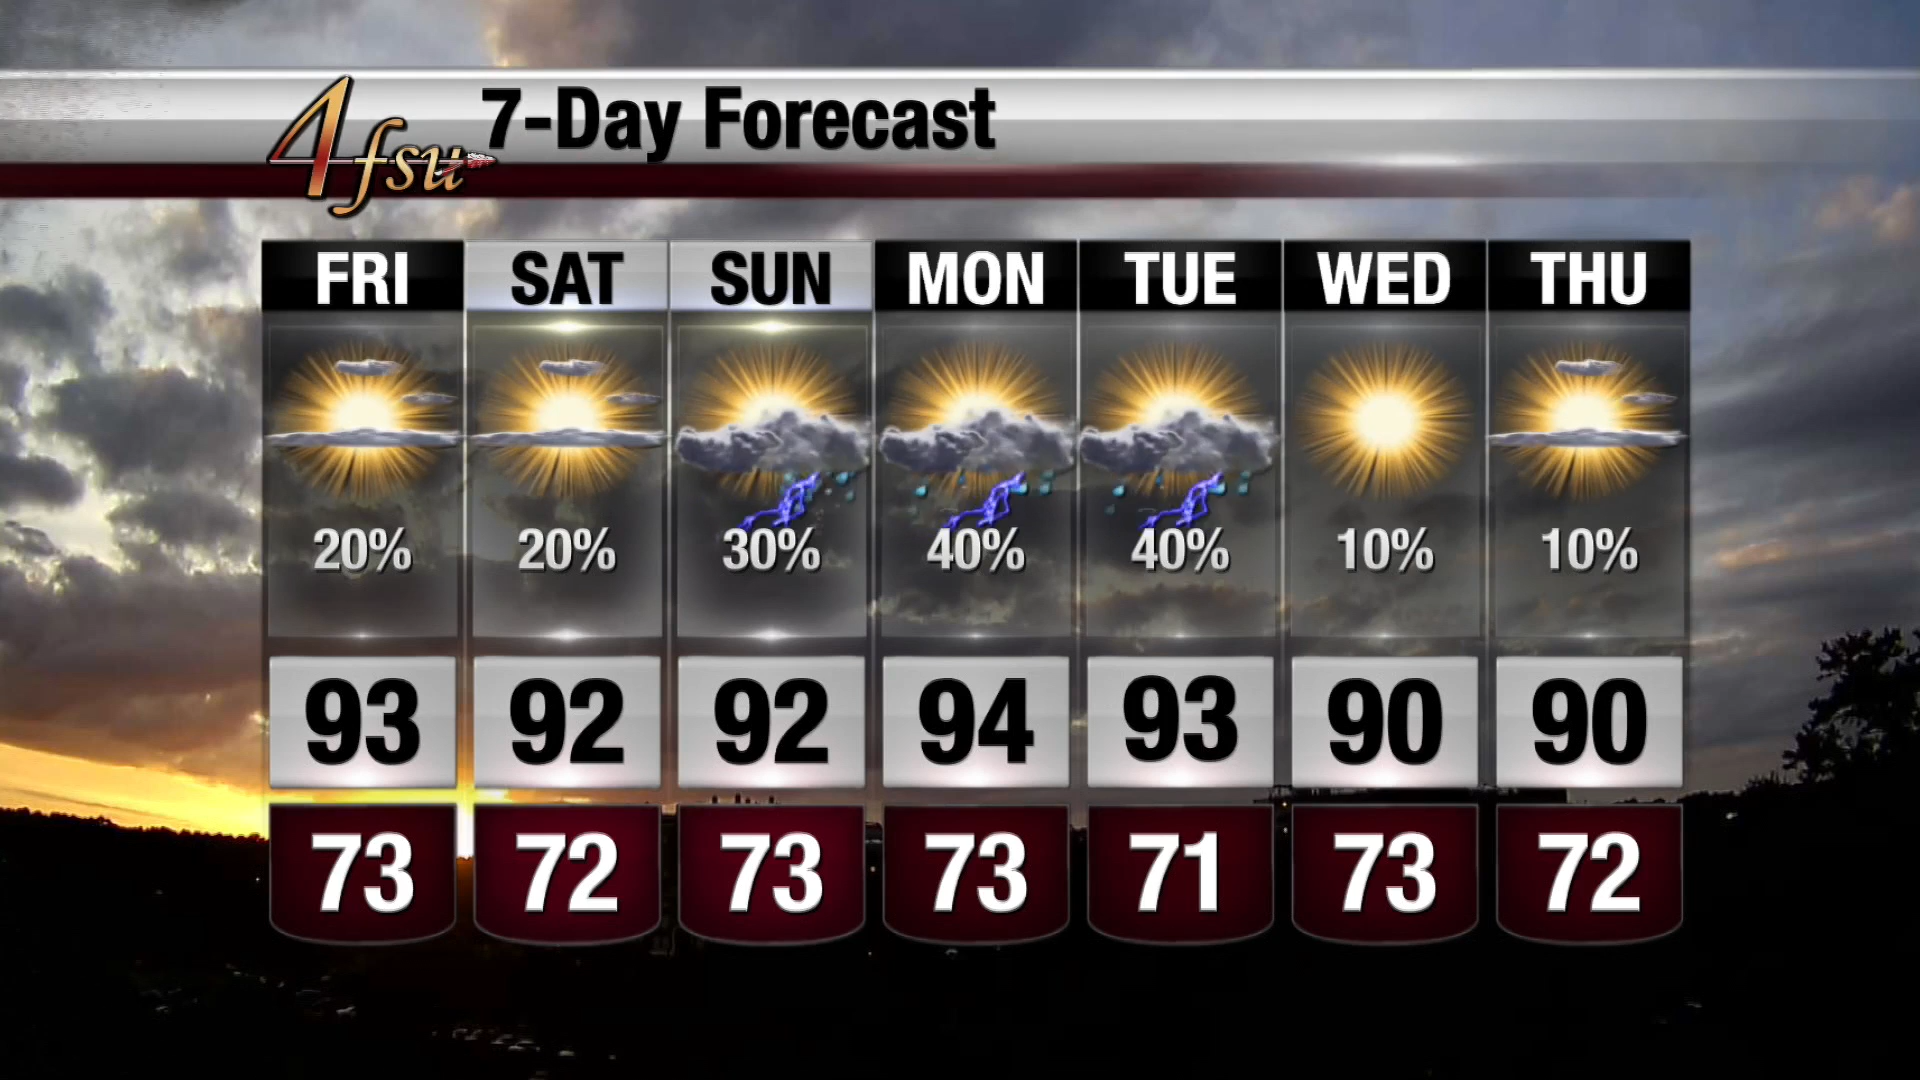 4fsu 7-Day Forecast
FRI SAT SUN MON TUE WED THU
20% 20% 30% 40% 40% 10% 10%
93 92 92 94 93 90 90
73 72 73 73 71 73 72